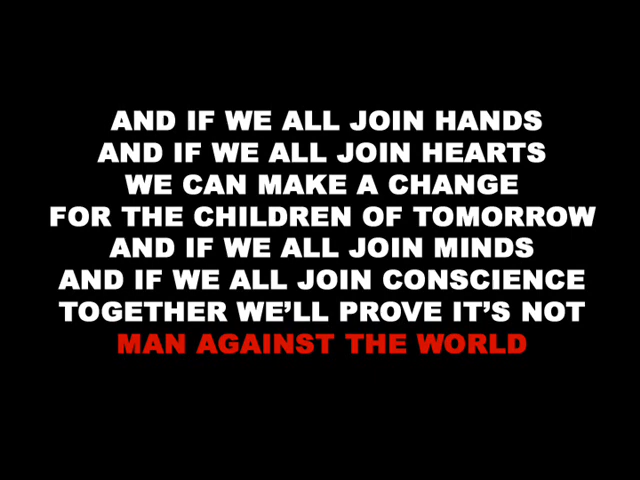 AND IF WE ALL JOIN HANDS
AND IF WE ALL JOIN HEARTS
WE CAN MAKE A CHANGE
FOR THE CHILDREN OF TOMORROW
AND IF WE ALL JOIN MINDS
AND IF WE ALL JOIN CONSCIENCE
TOGETHER WE’LL PROVE IT’S NOT
MAN AGAINST THE WORLD